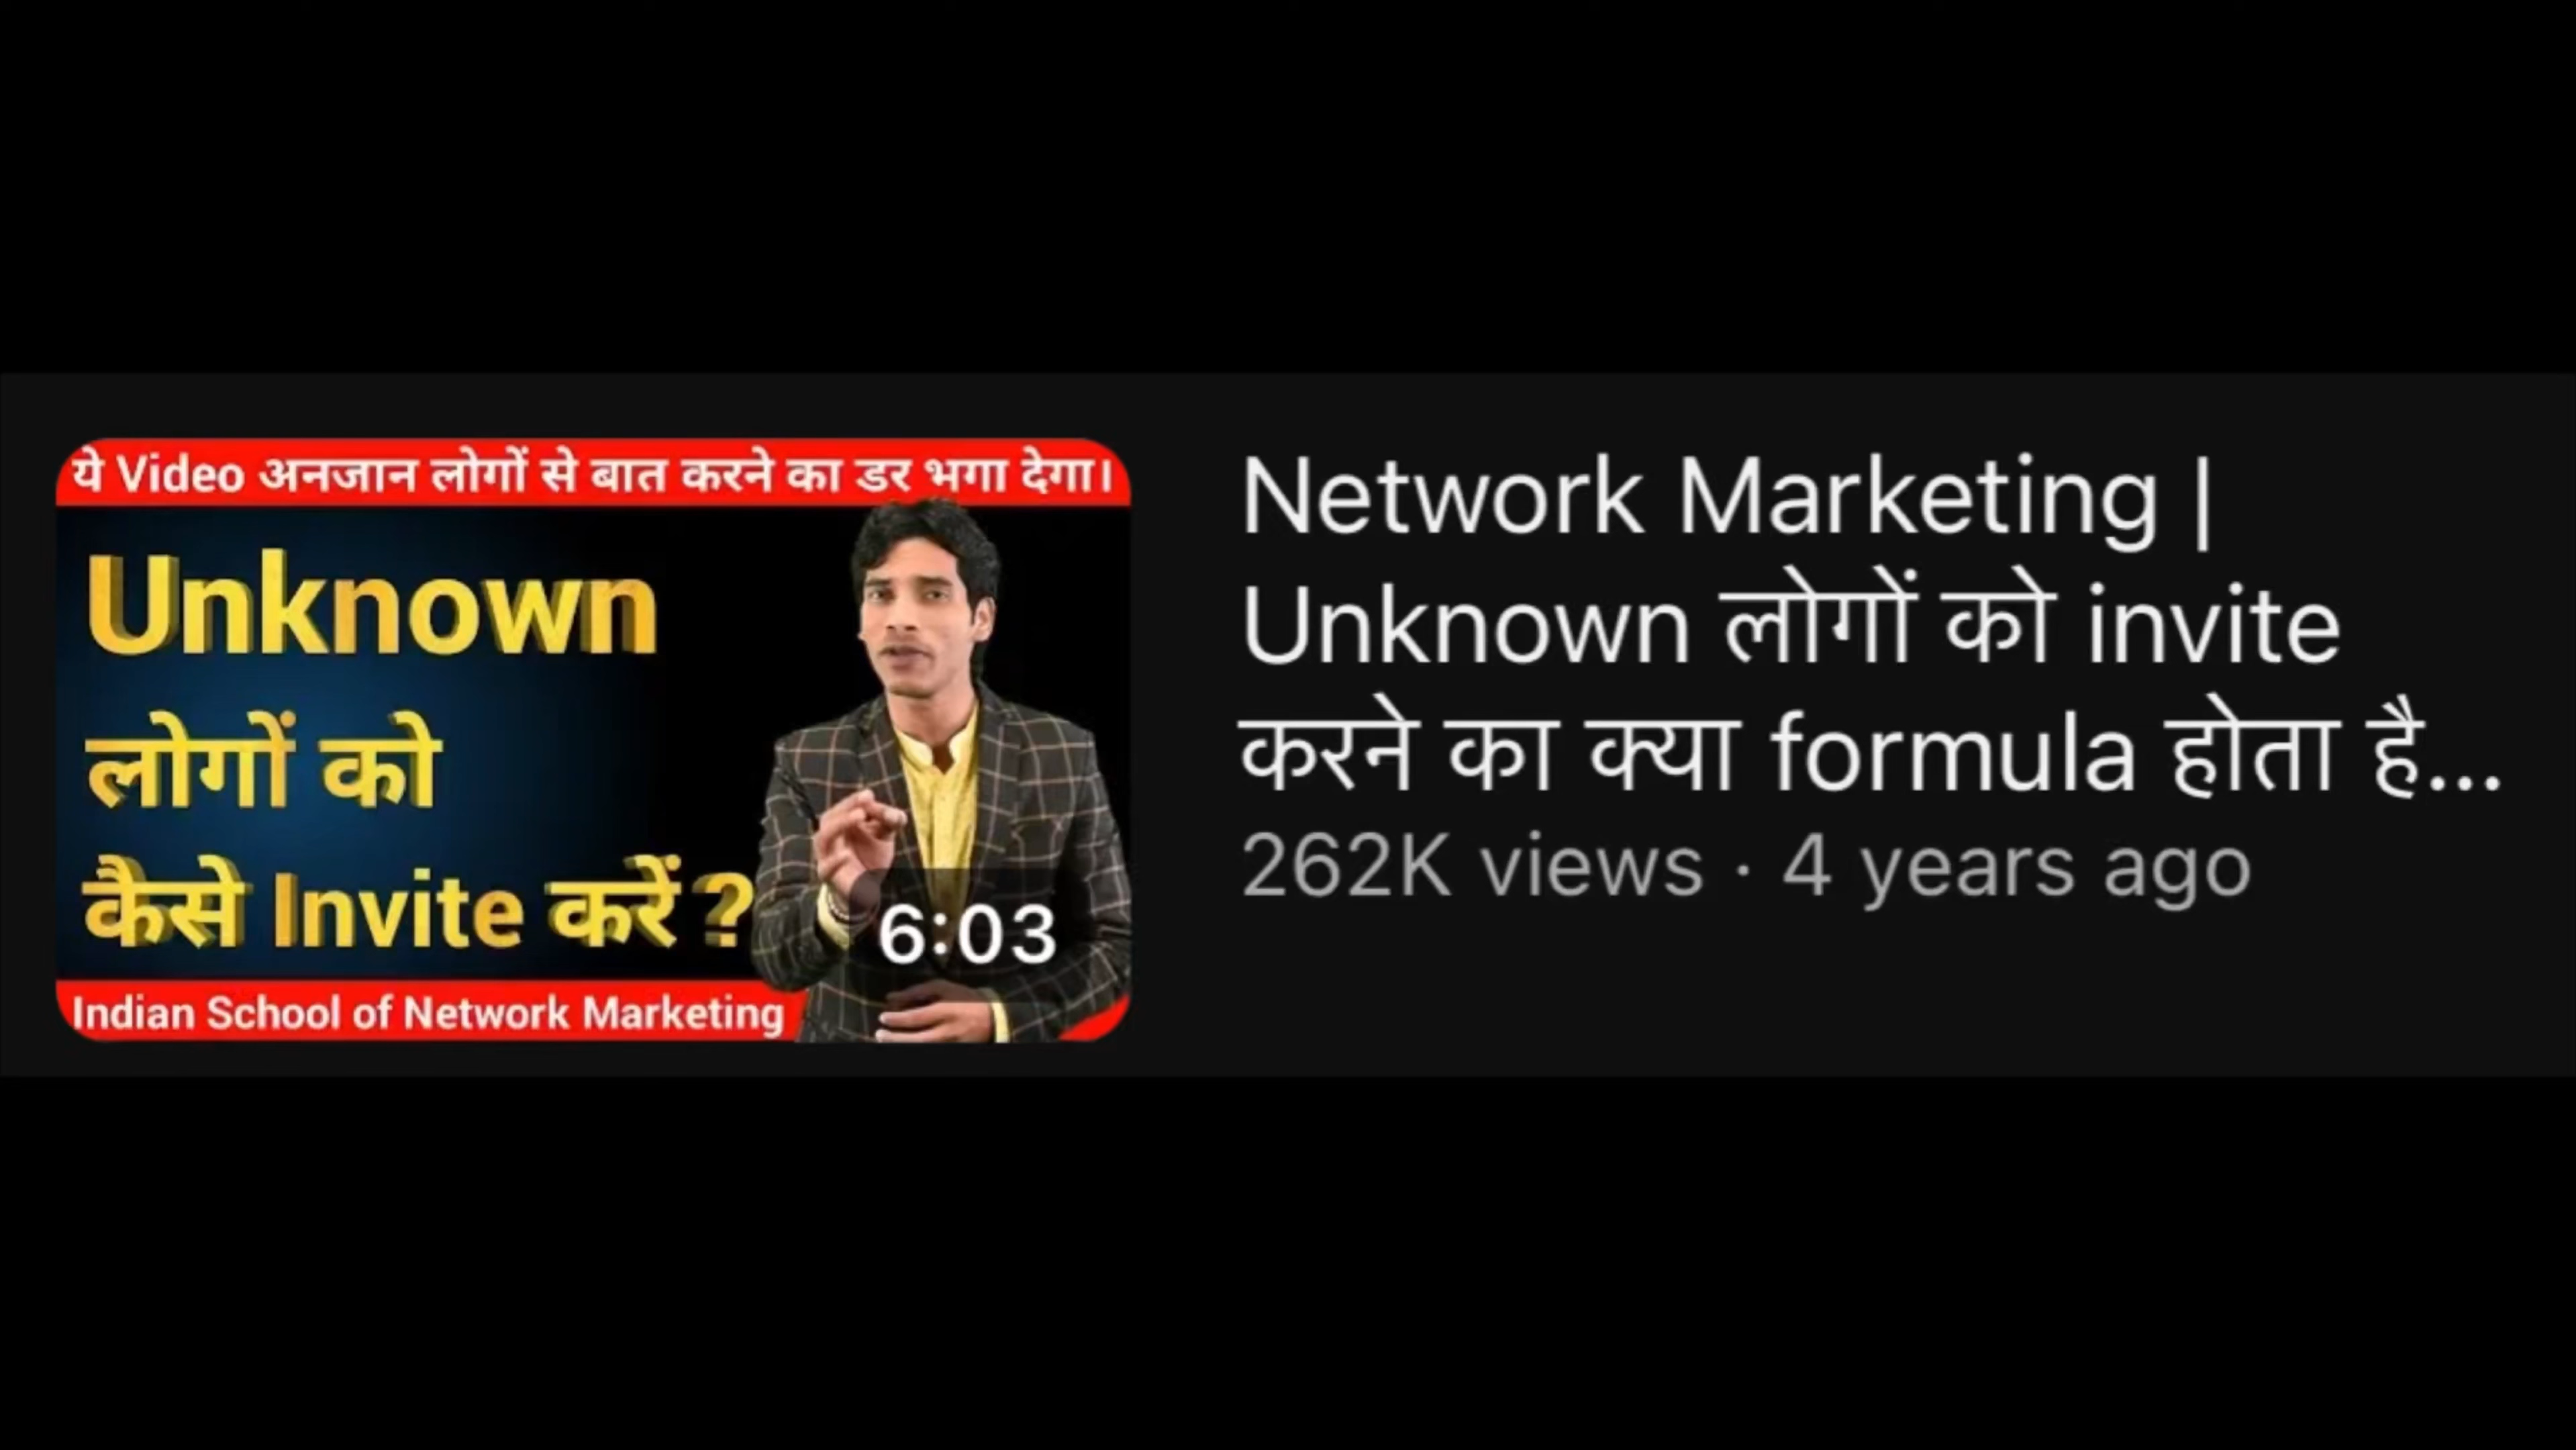 ये Video अनजान लोगों से बात करने का डर भगा देगा।
Unknown
लोगों को
कैसे Invite करें ?
6:03
Indian School of Network Marketing
Network Marketing |
Unknown लोगों को invite
करने का क्या formula होता है...
262K views · 4 years ago